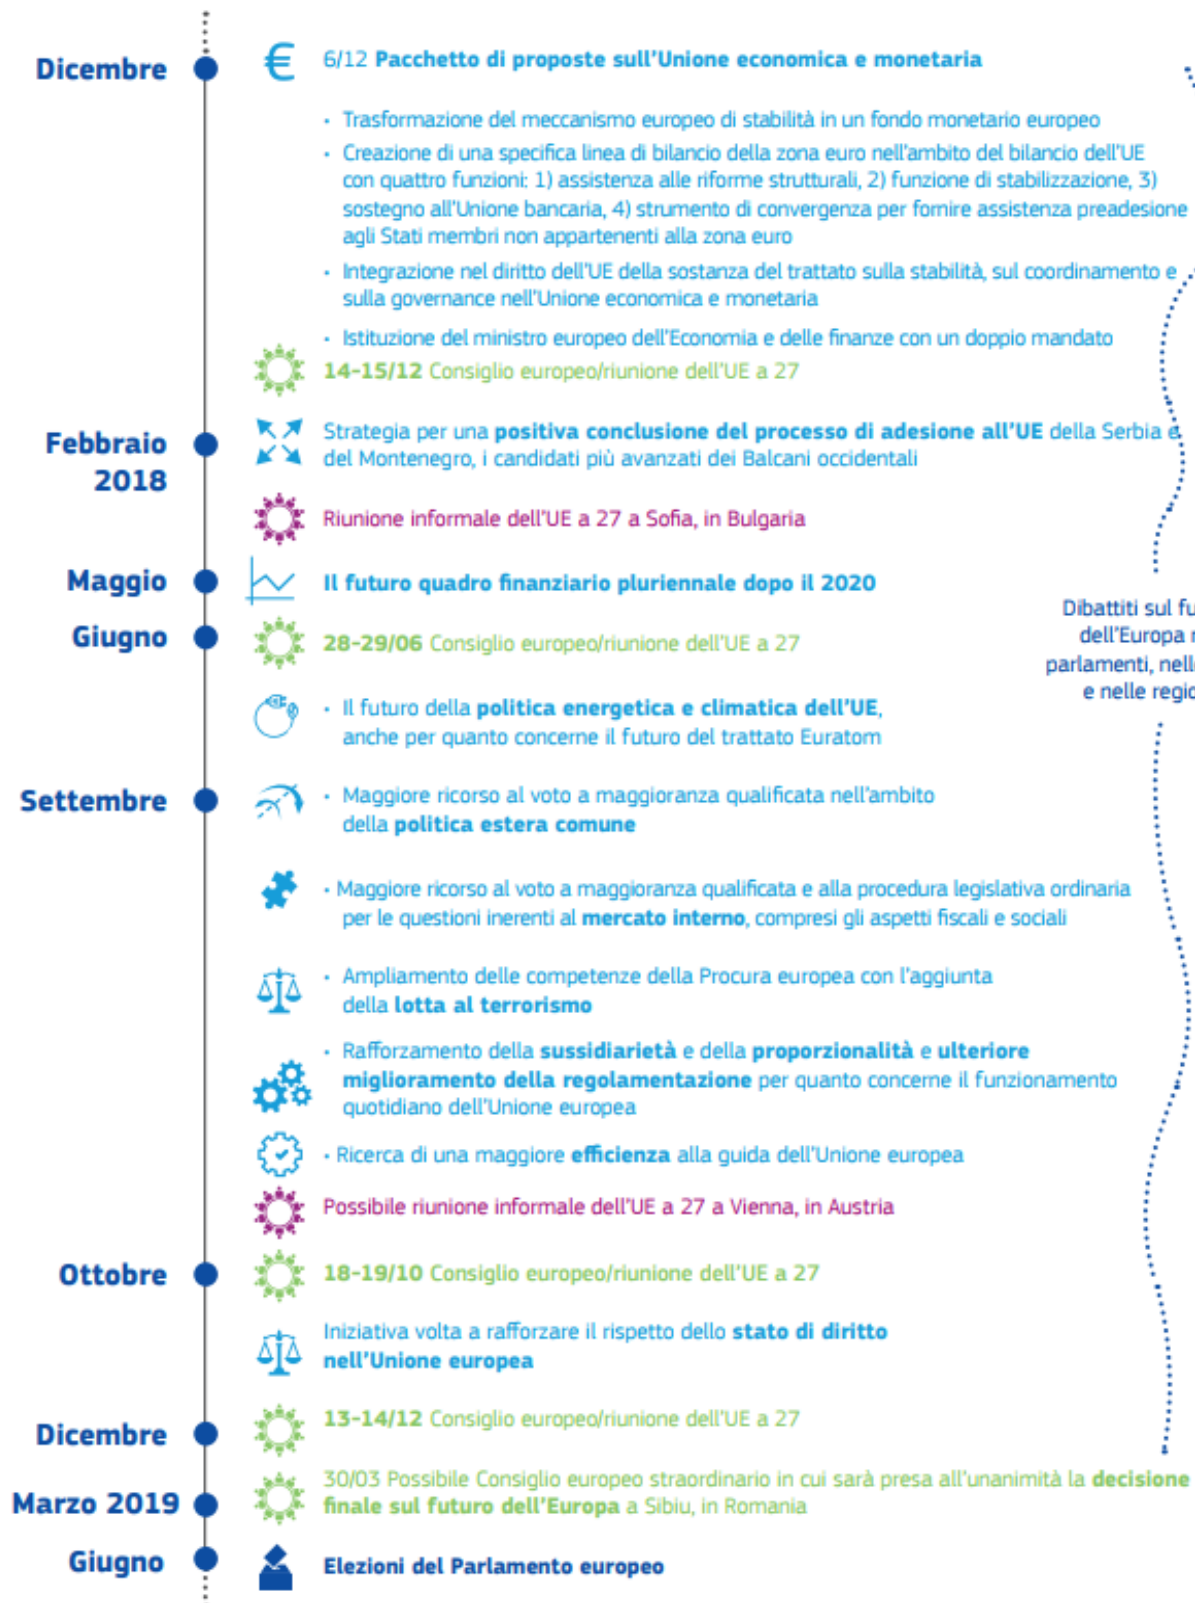 Dicembre
€ 6/12 Pacchetto di proposte sull'Unione economica e monetaria
• Trasformazione del meccanismo europeo di stabilità in un fondo monetario europeo
• Creazione di una specifica linea di bilancio della zona euro nell'ambito del bilancio dell'UE
con quattro funzioni: 1) assistenza alle riforme strutturali, 2) funzione di stabilizzazione, 3)
sostegno all'Unione bancaria, 4) strumento di convergenza per fornire assistenza preadesione
agli Stati membri non appartenenti alla zona euro
• Integrazione nel diritto dell'UE della sostanza del trattato sulla stabilità, sul coordinamento e
sulla governance nell'Unione economica e monetaria
• Istituzione del ministro europeo dell'Economia e delle finanze con un doppio mandato
14-15/12 Consiglio europeo/riunione dell'UE a 27
Febbraio
2018
Strategia per una positiva conclusione del processo di adesione all'UE della Serbia e
del Montenegro, i candidati più avanzati dei Balcani occidentali
Riunione informale dell'UE a 27 a Sofia, in Bulgaria
Maggio
Il futuro quadro finanziario pluriennale dopo il 2020
Giugno
28-29/06 Consiglio europeo/riunione dell'UE a 27
Dibattiti sul fu
dell'Europa n
parlamenti, nell
e nelle regio
• Il futuro della politica energetica e climatica dell'UE,
anche per quanto concerne il futuro del trattato Euratom
Settembre
• Maggiore ricorso al voto a maggioranza qualificata nell'ambito
della politica estera comune
• Maggiore ricorso al voto a maggioranza qualificata e alla procedura legislativa ordinaria
per le questioni inerenti al mercato interno, compresi gli aspetti fiscali e sociali
• Ampliamento delle competenze della Procura europea con l'aggiunta
della lotta al terrorismo
• Rafforzamento della sussidiarietà e della proporzionalità e ulteriore
miglioramento della regolamentazione per quanto concerne il funzionamento
quotidiano dell'Unione europea
• Ricerca di una maggiore efficienza alla guida dell'Unione europea
Possibile riunione informale dell'UE a 27 a Vienna, in Austria
Ottobre
18-19/10 Consiglio europeo/riunione dell'UE a 27
Iniziativa volta a rafforzare il rispetto dello stato di diritto
nell'Unione europea
Dicembre
13-14/12 Consiglio europeo/riunione dell'UE a 27
Marzo 2019
30/03 Possibile Consiglio europeo straordinario in cui sarà presa all'unanimità la decisione
finale sul futuro dell'Europa a Sibiu, in Romania
Giugno
Elezioni del Parlamento europeo